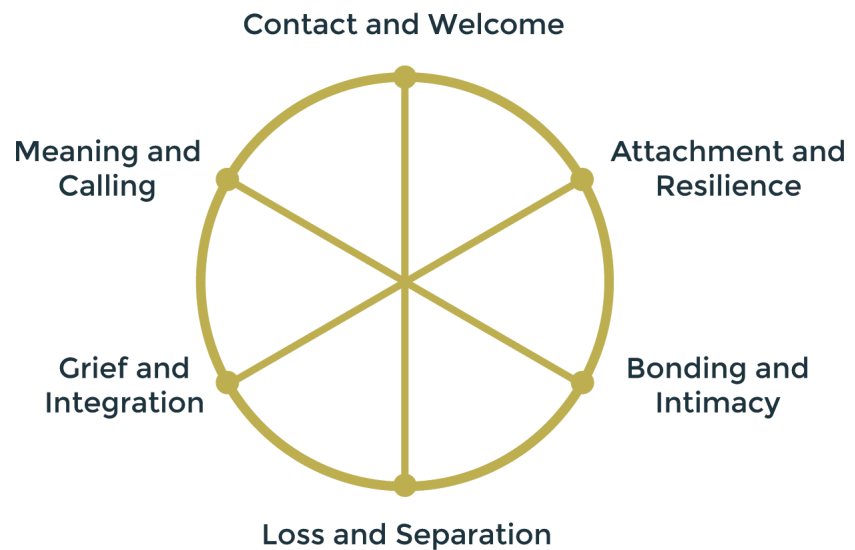 Contact and Welcome
Attachment and
Resilience
Bonding and
Intimacy
Loss and Separation
Grief and
Integration
Meaning and
Calling